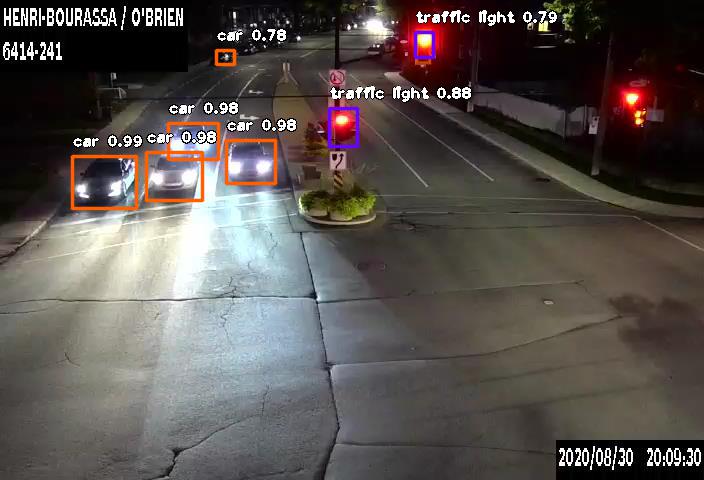 HENRI-BOURASSA / O'BRIEN
6414-241
traffic light 0.79
car 0.78
traffic light 0.88
car 0.98
car 0.98
car 0.98
car 0.99
2020/08/30 20:09:30